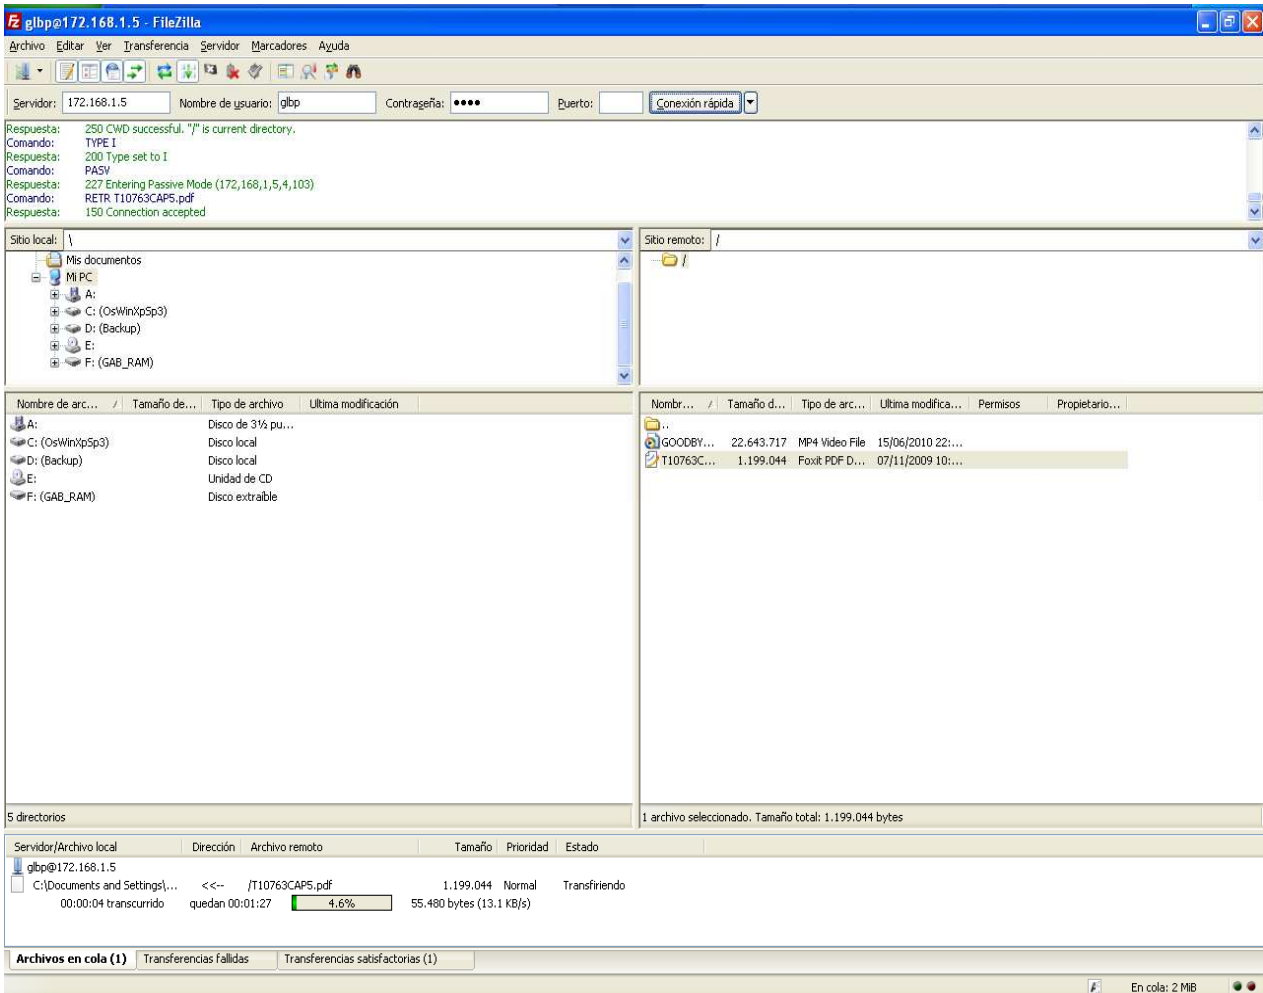 glbp@172.168.1.5 - FileZilla
Archivo Editar Ver Transferencia Servidor Marcadores Ayuda
Servidor: 172.168.1.5 Nombre de usuario: glbp Contraseña: •••• Puerto: Conexión rápida
Respuesta: 250 CWD successful. "/" is current directory.
Comando: TYPE I
Respuesta: 200 Type set to I
Comando: PASV
Respuesta: 227 Entering Passive Mode (172,168,1,5,4,103)
Comando: RETR T10763CAP5.pdf
Respuesta: 150 Connection accepted
Sitio local: \
Mis documentos
Mi PC
A:
C: (OsWinXpSp3)
D: (Backup)
E:
F: (GAB_RAM)
Sitio remoto: /
/
Nombre de arc... / Tamaño de... Tipo de archivo Ultima modificación
A: Disco de 3½ pu...
C: (OsWinXpSp3) Disco local
D: (Backup) Disco local
E: Unidad de CD
F: (GAB_RAM) Disco extraíble
5 directorios
Nombr... / Tamaño d... Tipo de arc... Ultima modifica... Permisos Propietario...
..
GOODBY... 22.643.717 MP4 Video File 15/06/2010 22:...
T10763C... 1.199.044 Foxit PDF D... 07/11/2009 10:...
1 archivo seleccionado. Tamaño total: 1.199.044 bytes
Servidor/Archivo local Dirección Archivo remoto Tamaño Prioridad Estado
glbp@172.168.1.5
C:\Documents and Settings\... <<-- /T10763CAP5.pdf 1.199.044 Normal Transfiriendo
00:00:04 transcurrido quedan 00:01:27 4.6% 55.480 bytes (13.1 KB/s)
Archivos en cola (1) Transferencias fallidas Transferencias satisfactorias (1)
En cola: 2 MiB